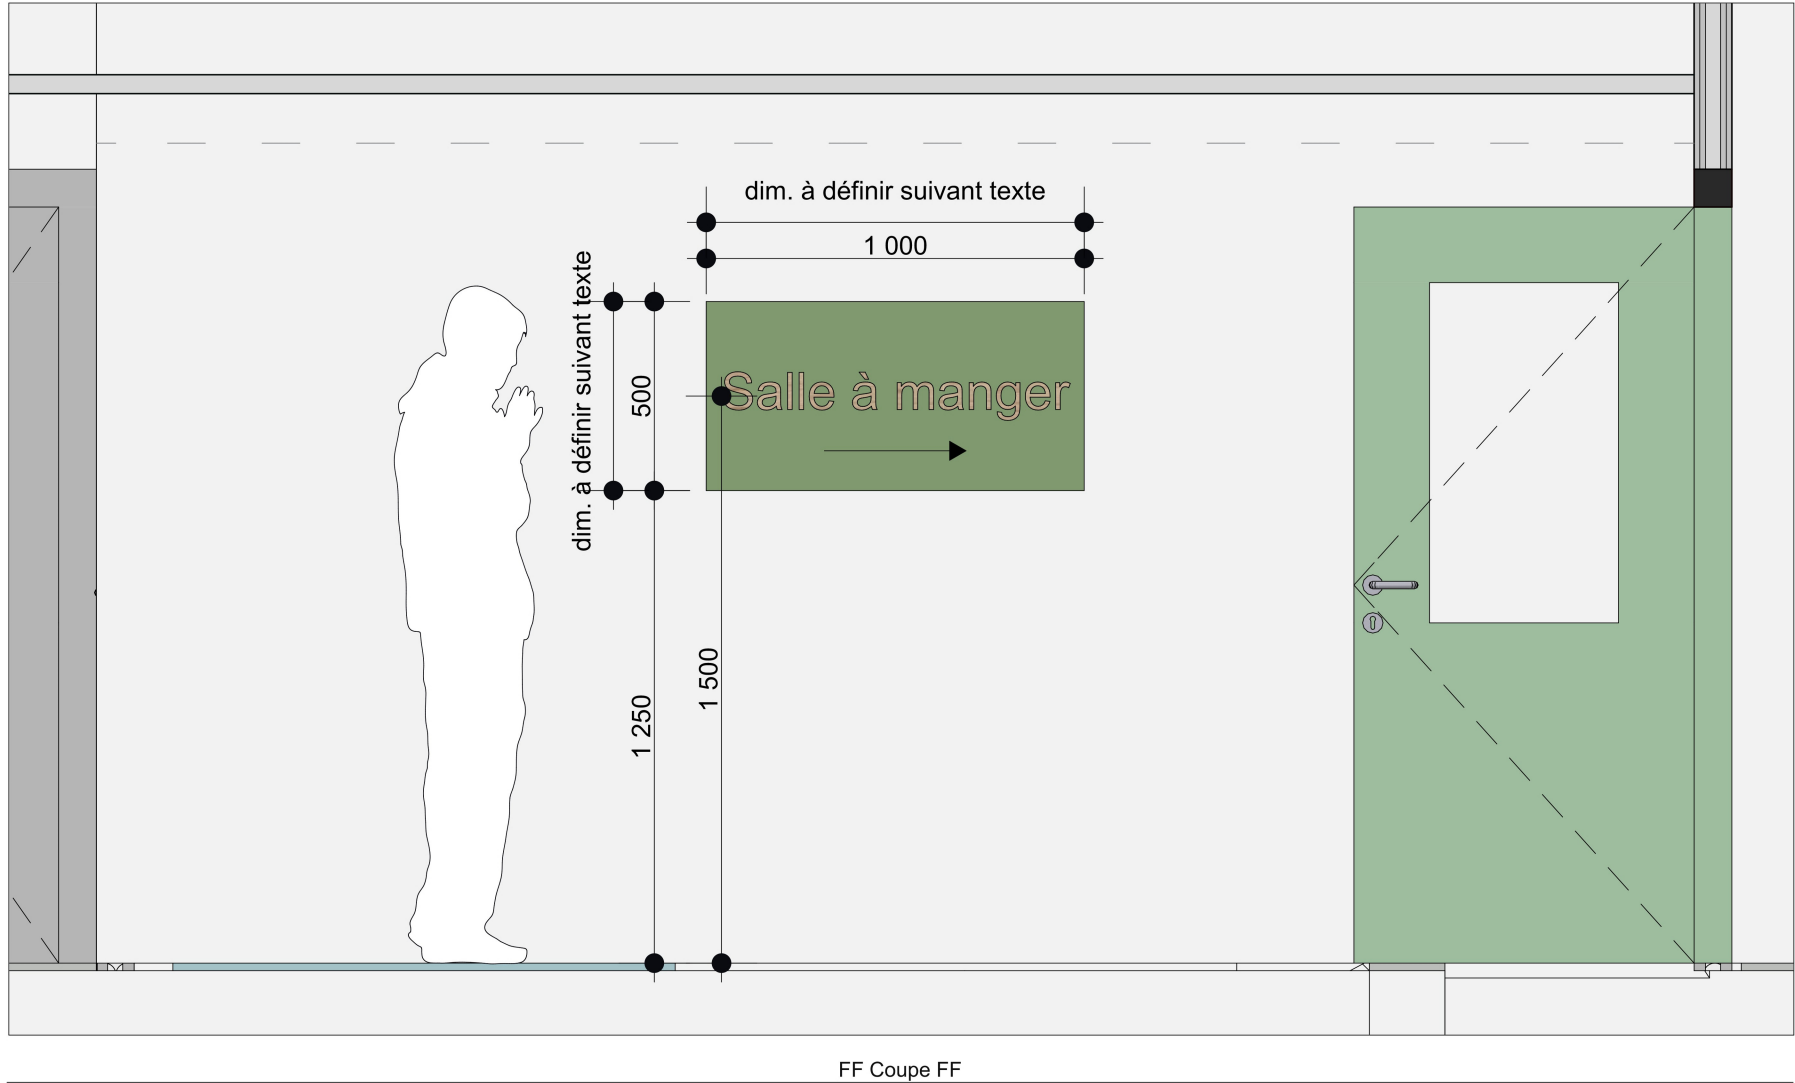 dim. à définir suivant texte
1 000
dim. à définir suivant texte
500
Salle à manger
1 250
1 500
FF Coupe FF